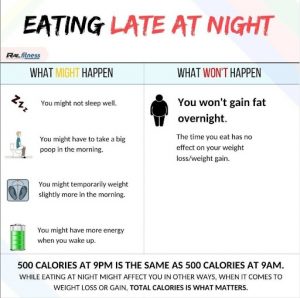 EATING LATE AT NIGHT
R fitness
WHAT MIGHT HAPPEN
WHAT WON'T HAPPEN
You might not sleep well.
You might have to take a big
poop in the morning.
You might temporarily weight
slightly more in the morning.
You might have more energy
when you wake up.
You won't gain fat
overnight.
The time you eat has no
effect on your weight
loss/weight gain.
500 CALORIES AT 9PM IS THE SAME AS 500 CALORIES AT 9AM.
WHILE EATING AT NIGHT MIGHT AFFECT YOU IN OTHER WAYS, WHEN IT COMES TO
WEIGHT LOSS OR GAIN, TOTAL CALORIES IS WHAT MATTERS.